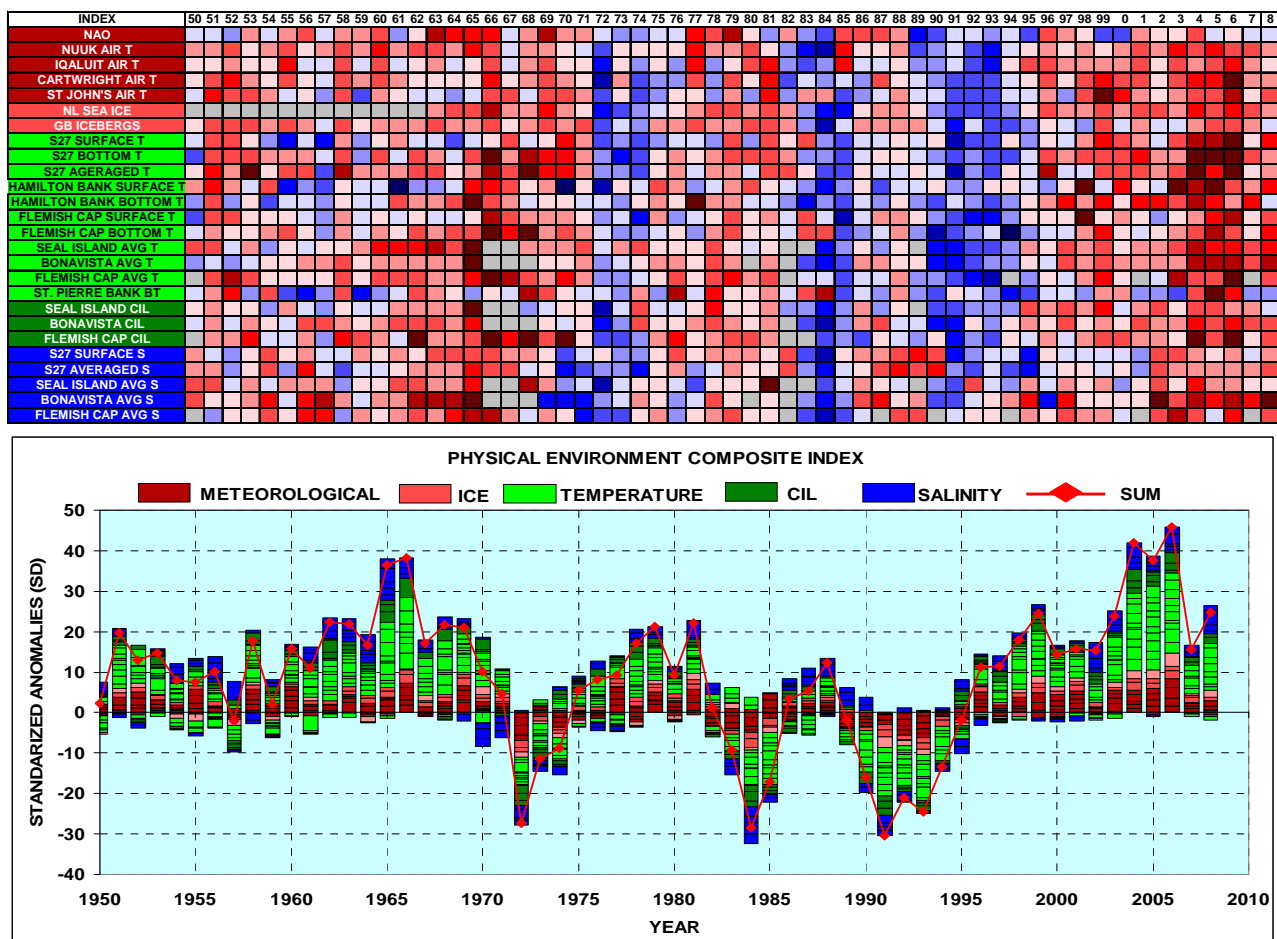 INDEX 50 51 52 53 54 55 56 57 58 59 60 61 62 63 64 65 66 67 68 69 70 71 72 73 74 75 76 77 78 79 80 81 82 83 84 85 86 87 88 89 90 91 92 93 94 95 96 97 98 99 0 1 2 3 4 5 6 7 8
NAO
NUUK AIR T
IQALUIT AIR T
CARTWRIGHT AIR T
ST JOHN'S AIR T
NL SEA ICE
GB ICEBERGS
S27 SURFACE T
S27 BOTTOM T
S27 AGERAGED T
HAMILTON BANK SURFACE T
HAMILTON BANK BOTTOM T
FLEMISH CAP SURFACE T
FLEMISH CAP BOTTOM T
SEAL ISLAND AVG T
BONAVISTA AVG T
FLEMISH CAP AVG T
ST. PIERRE BANK BT
SEAL ISLAND CIL
BONAVISTA CIL
FLEMISH CAP CIL
S27 SURFACE S
S27 AVERAGED S
SEAL ISLAND AVG S
BONAVISTA AVG S
FLEMISH CAP AVG S
PHYSICAL ENVIRONMENT COMPOSITE INDEX
METEOROLOGICAL ICE TEMPERATURE CIL SALINITY SUM
STANDARIZED ANOMALIES (SD)
50
40
30
20
10
0
-10
-20
-30
-40
1950 1955 1960 1965 1970 1975 1980 1985 1990 1995 2000 2005 2010
YEAR